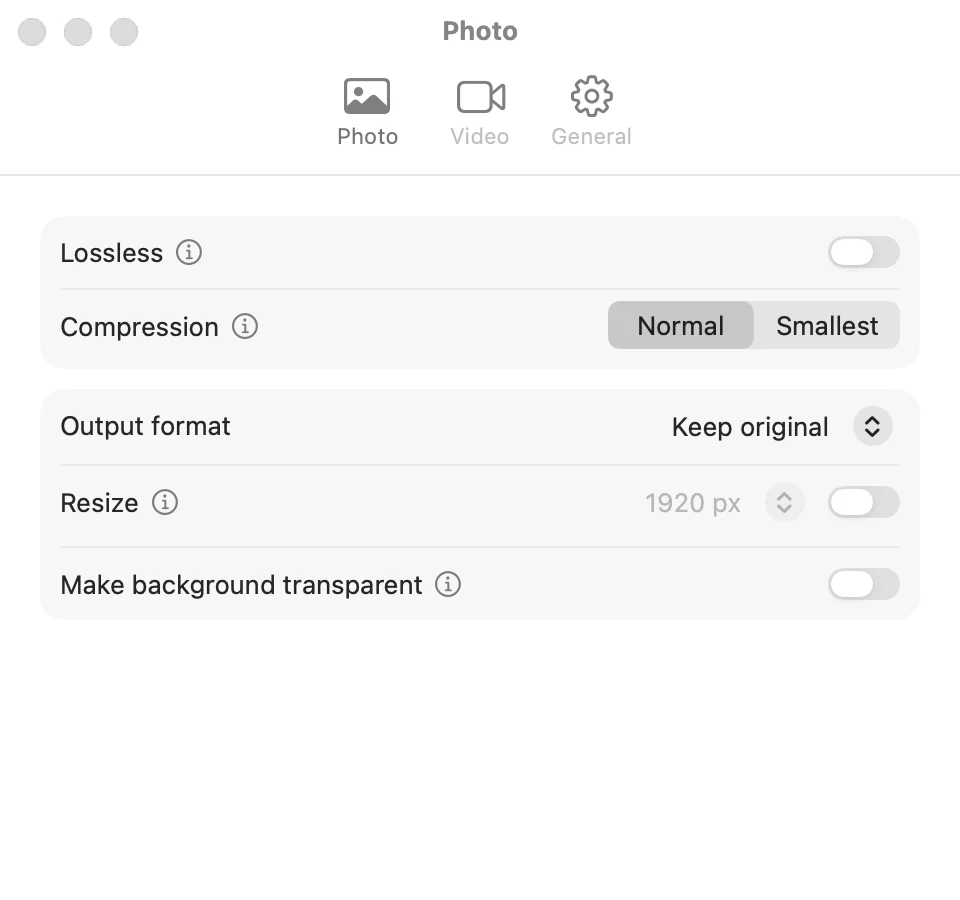 Photo
Photo Video General
Lossless
Compression Normal Smallest
Output format Keep original
Resize 1920 px
Make background transparent